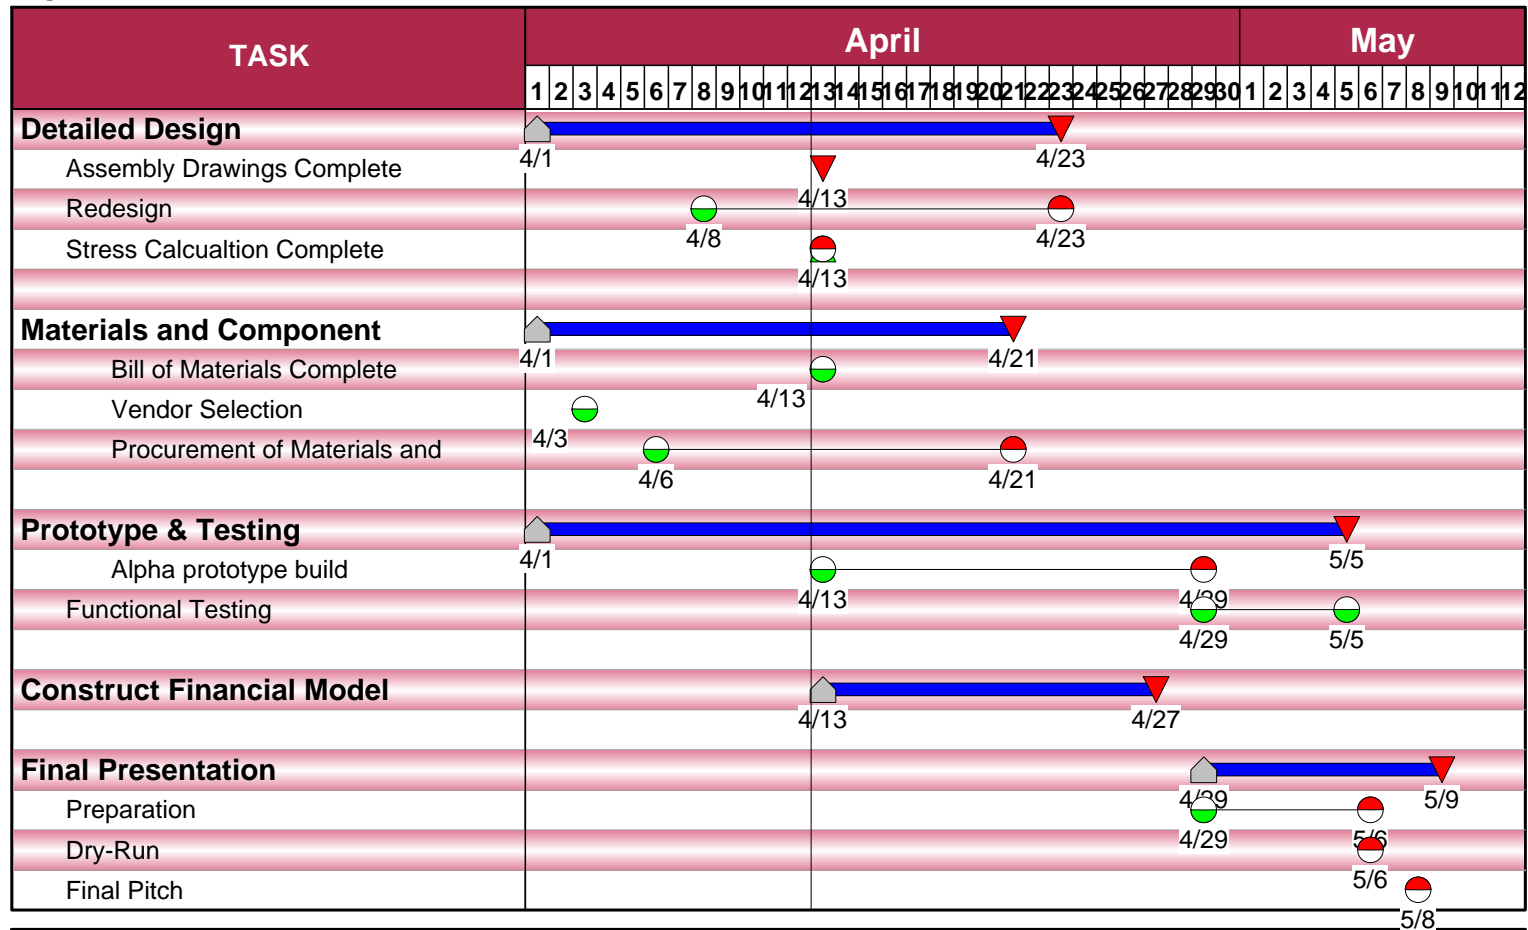 TASK
April May
1 2 3 4 5 6 7 8 9 10 11 12 13 14 15 16 17 18 19 20 21 22 23 24 25 26 27 28 29 30 1 2 3 4 5 6 7 8 9 10 11 12
Detailed Design
4/1 4/23
Assembly Drawings Complete
4/13
Redesign
4/8 4/23
Stress Calcualtion Complete
4/13
Materials and Component
4/1 4/21
Bill of Materials Complete
4/13
Vendor Selection
4/3
Procurement of Materials and
4/6 4/21
Prototype & Testing
4/1 5/5
Alpha prototype build
4/13 4/29
Functional Testing
4/29 5/5
Construct Financial Model
4/13 4/27
Final Presentation
4/29 5/9
Preparation
4/29 5/6
Dry-Run
5/6
Final Pitch
5/8